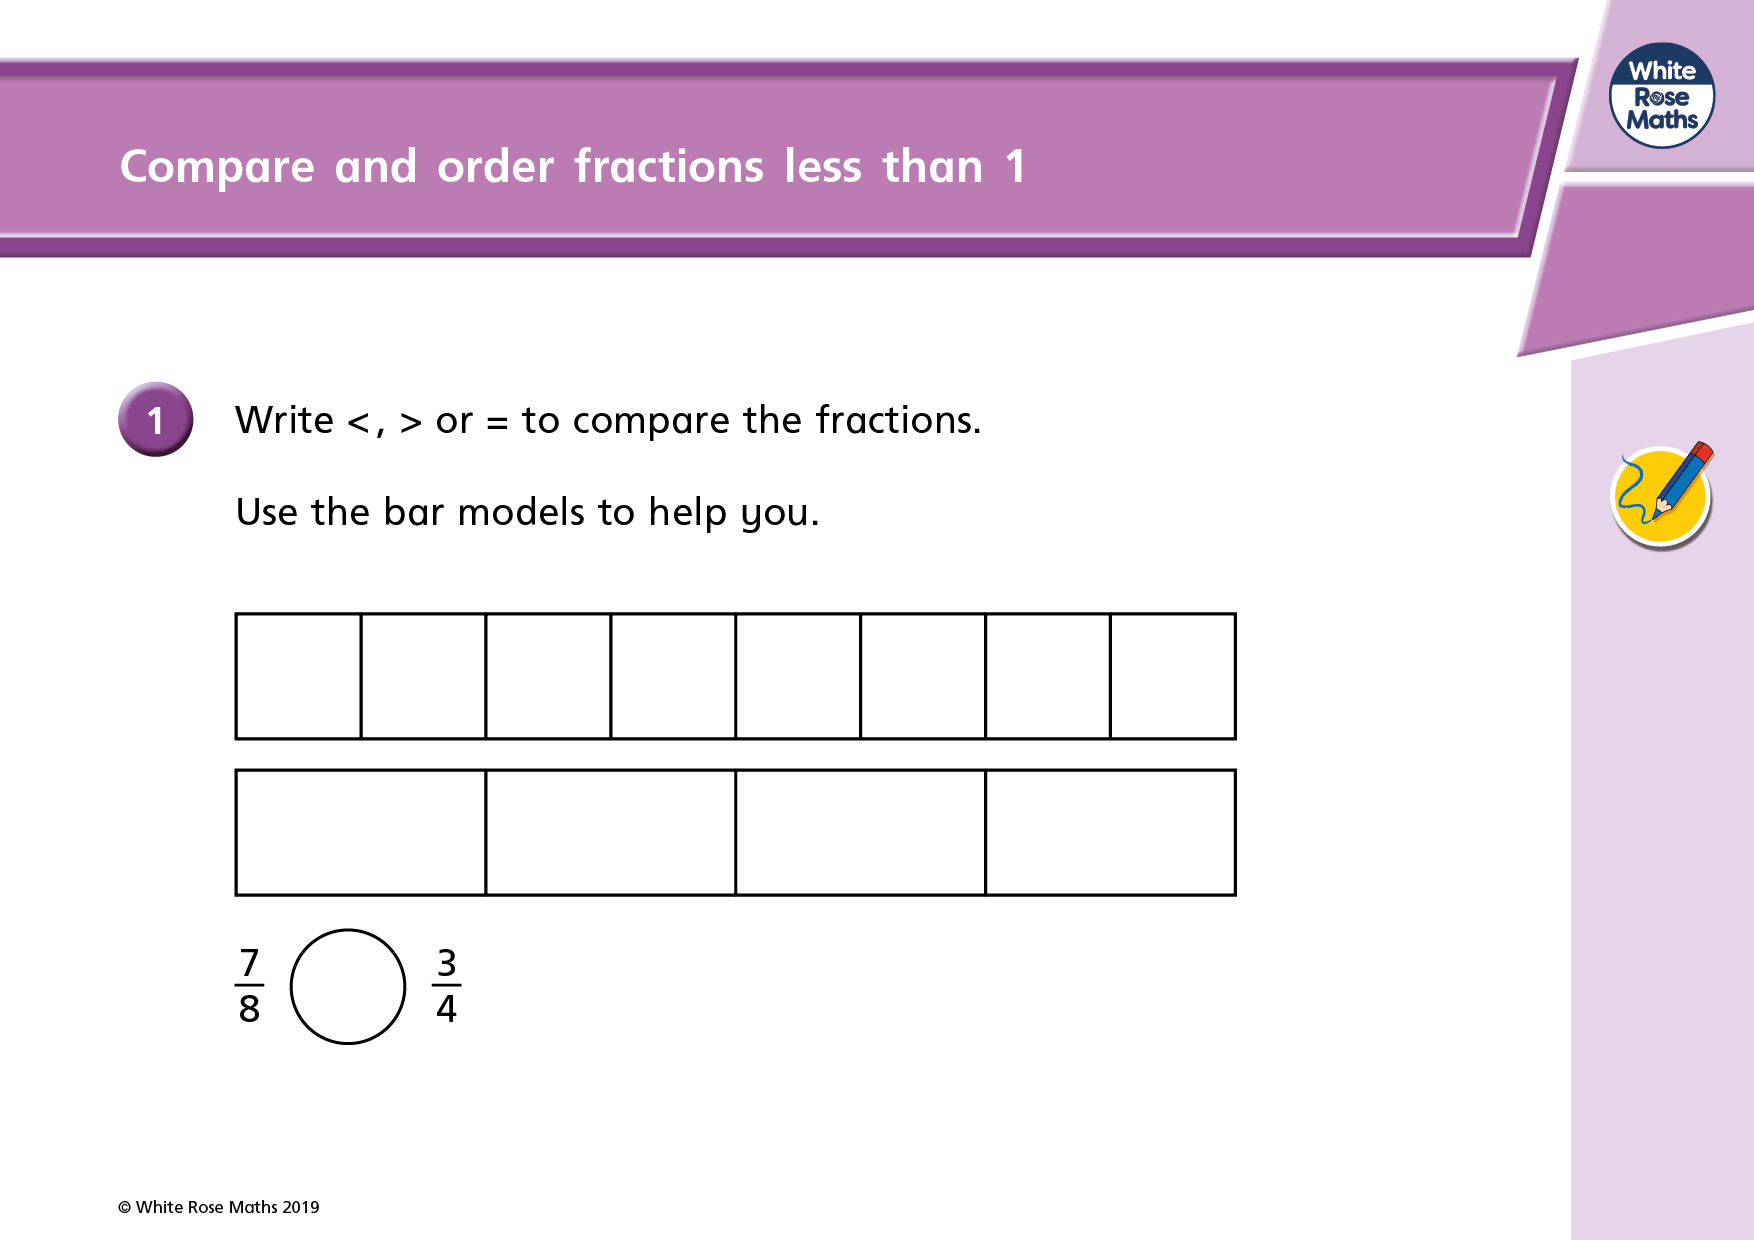 White
Rose
Maths
Compare and order fractions less than 1
1
Write <, > or = to compare the fractions.
Use the bar models to help you.
7/8 3/4
© White Rose Maths 2019